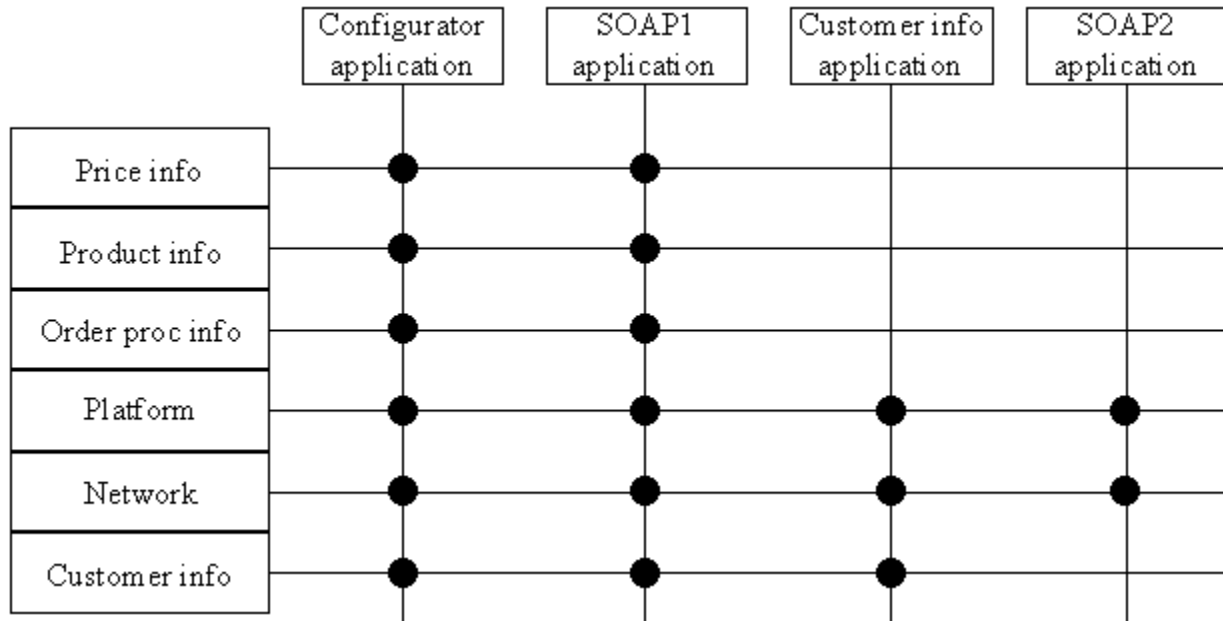 Configurator
application
SOAP1
application
Customer info
application
SOAP2
application
Price info
Product info
Order proc info
Platform
Network
Customer info